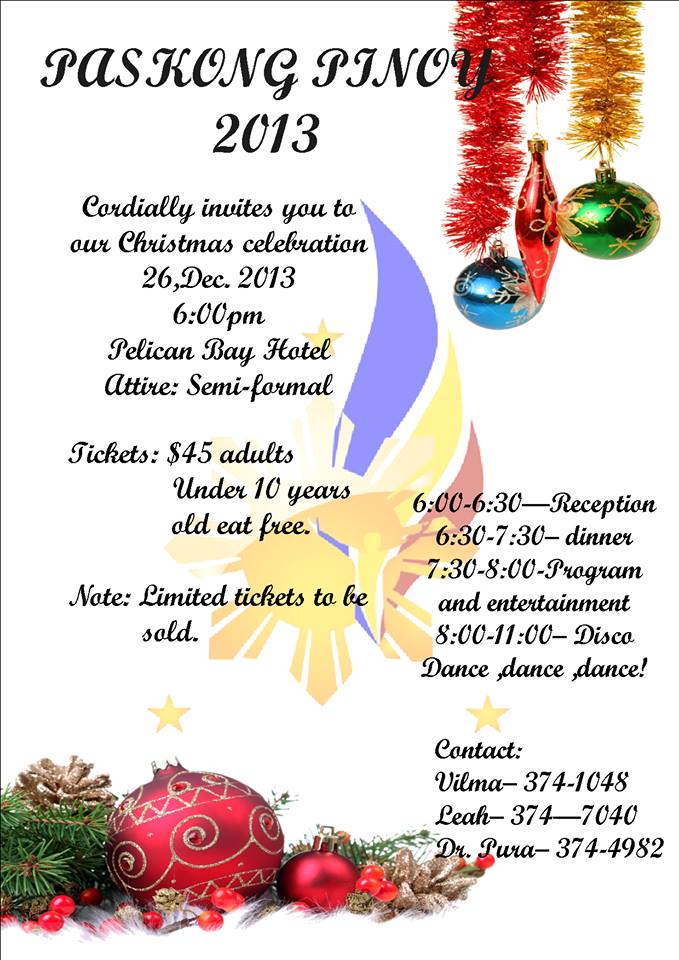 PASKONG PINOY
2013
Cordially invites you to
our Christmas celebration
26,Dec. 2013
6:00pm
Pelican Bay Hotel
Attire: Semi-formal
Tickets: $45 adults
Under 10 years
old eat free.
Note: Limited tickets to be
sold.
6:00-6:30—Reception
6:30-7:30– dinner
7:30-8:00-Program
and entertainment
8:00-11:00– Disco
Dance ,dance ,dance!
Contact:
Vilma– 374-1048
Leah– 374—7040
Dr. Pura– 374-4982